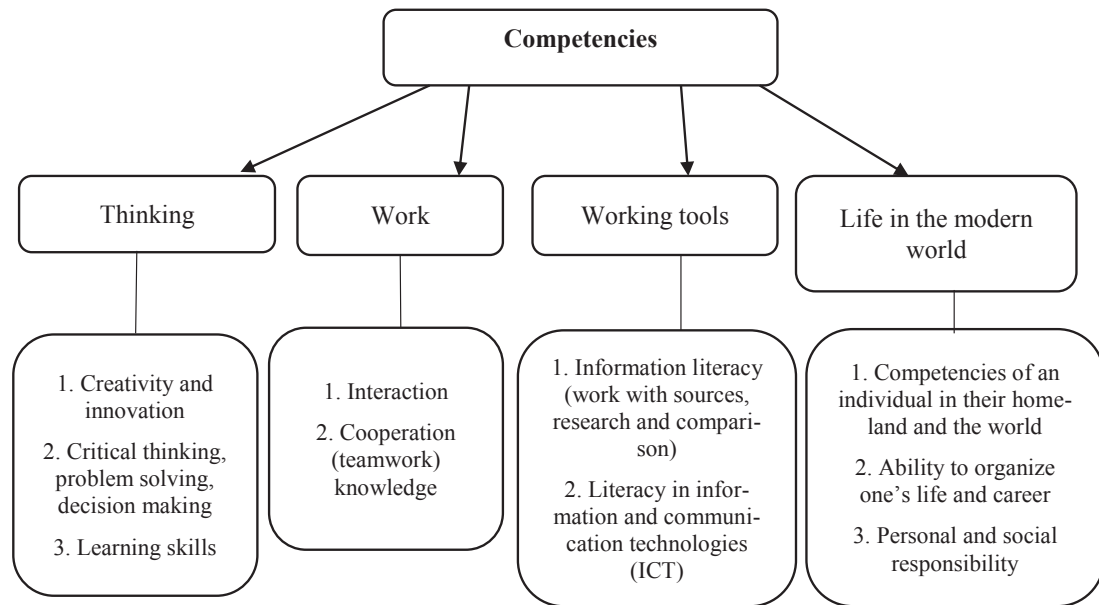 Competencies
Thinking
Work
Working tools
Life in the modern
world
1. Creativity and
innovation
2. Critical thinking,
problem solving,
decision making
3. Learning skills
1. Interaction
2. Cooperation
(teamwork)
knowledge
1. Information literacy
(work with sources,
research and compari-
son)
2. Literacy in infor-
mation and communi-
cation technologies
(ICT)
1. Competencies of an
individual in their home-
land and the world
2. Ability to organize
one’s life and career
3. Personal and social
responsibility